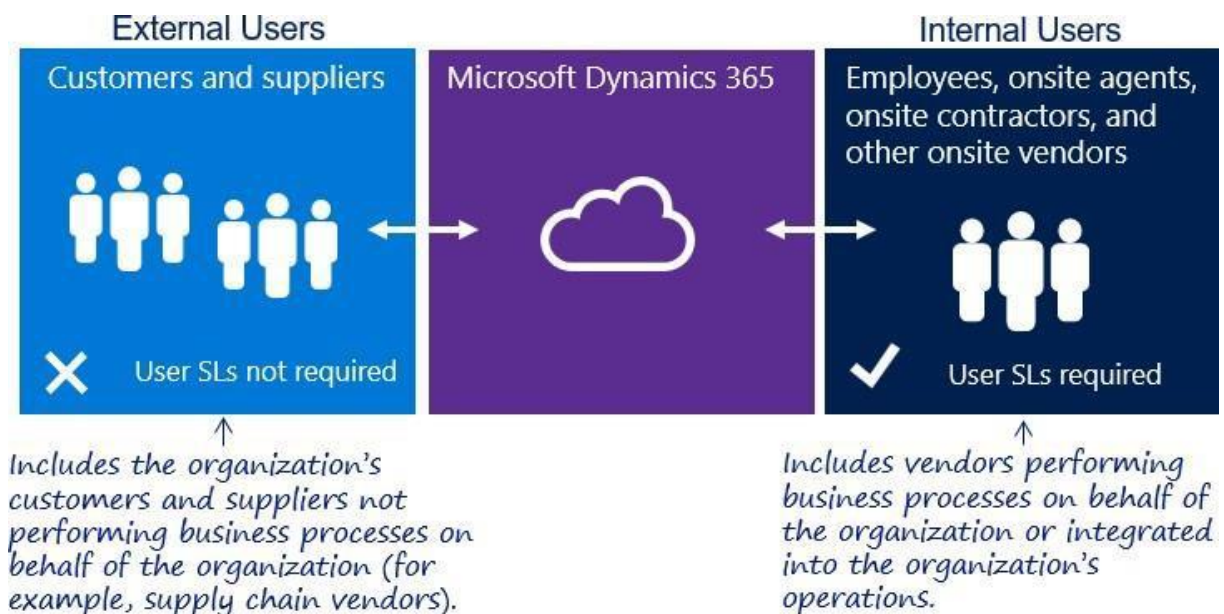 External Users
Customers and suppliers
User SLs not required
Includes the organization's
customers and suppliers not
performing business processes on
behalf of the organization (for
example, supply chain vendors).
Microsoft Dynamics 365
Internal Users
Employees, onsite agents,
onsite contractors, and
other onsite vendors
User SLs required
Includes vendors performing
business processes on behalf of
the organization or integrated
into the organization's
operations.